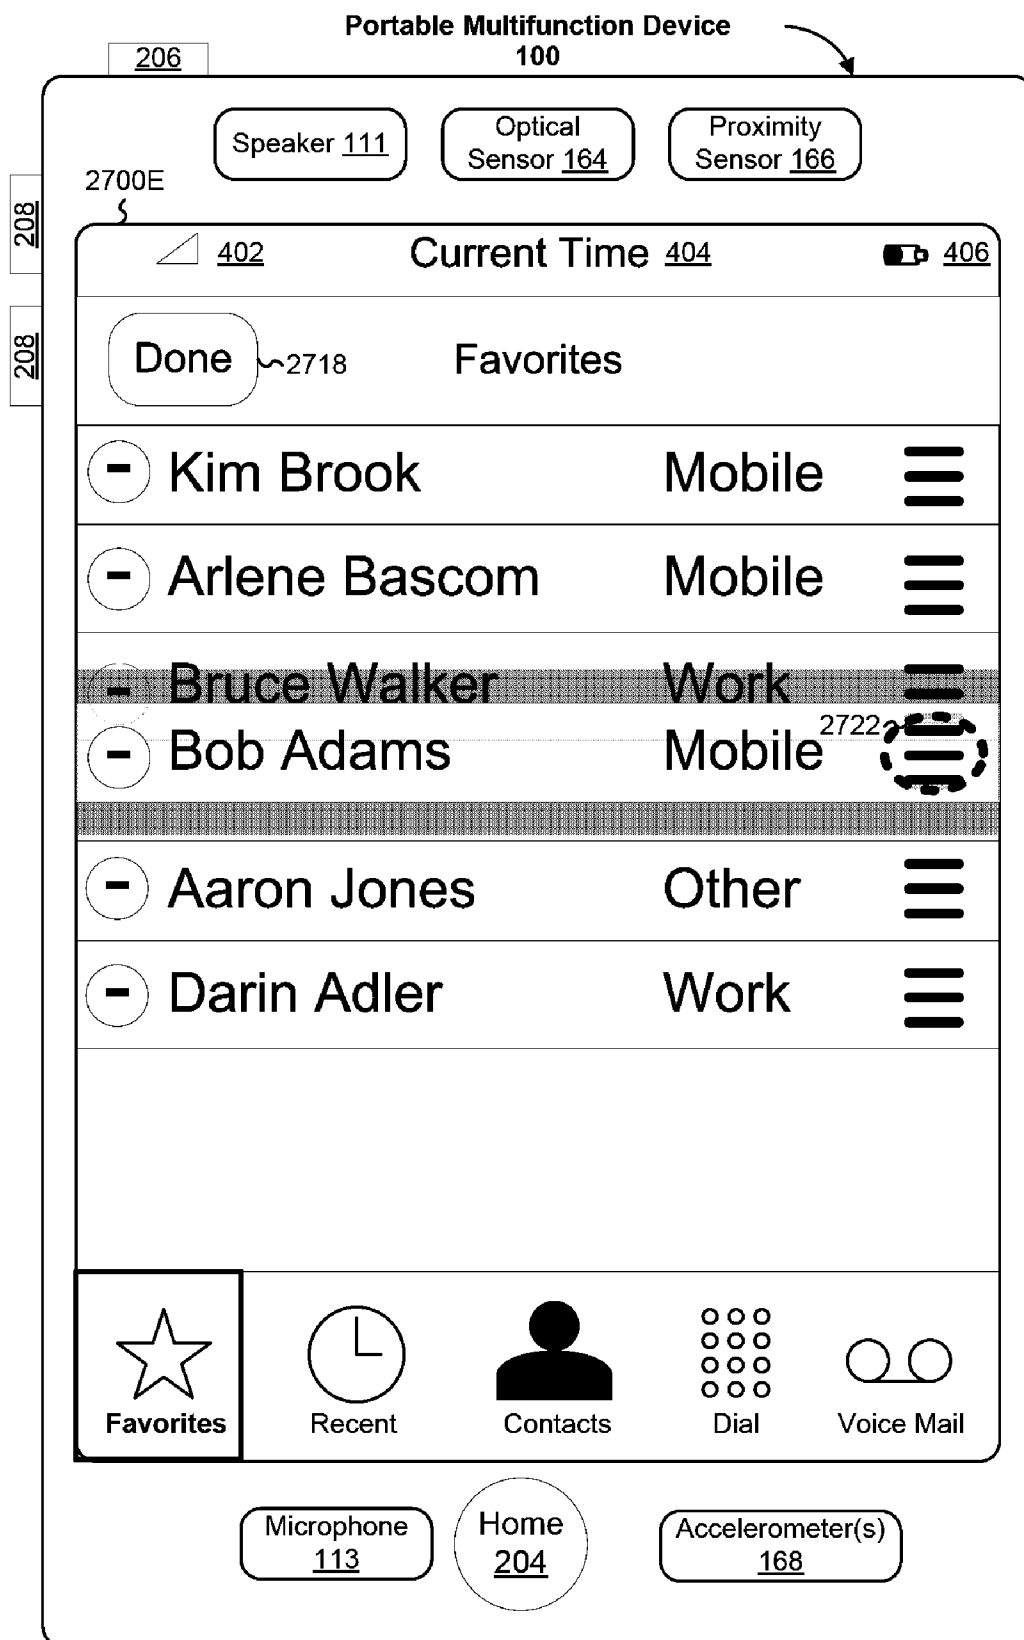 Portable Multifunction Device
100
206
Speaker 111
Optical
Sensor 164
Proximity
Sensor 166
2700E
208
208
402 Current Time 404 406
Done 2718 Favorites
- Kim Brook Mobile
- Arlene Bascom Mobile
- Bruce Walker Work
2722
- Bob Adams Mobile
- Aaron Jones Other
- Darin Adler Work
Favorites Recent Contacts Dial Voice Mail
Microphone
113
Home
204
Accelerometer(s)
168